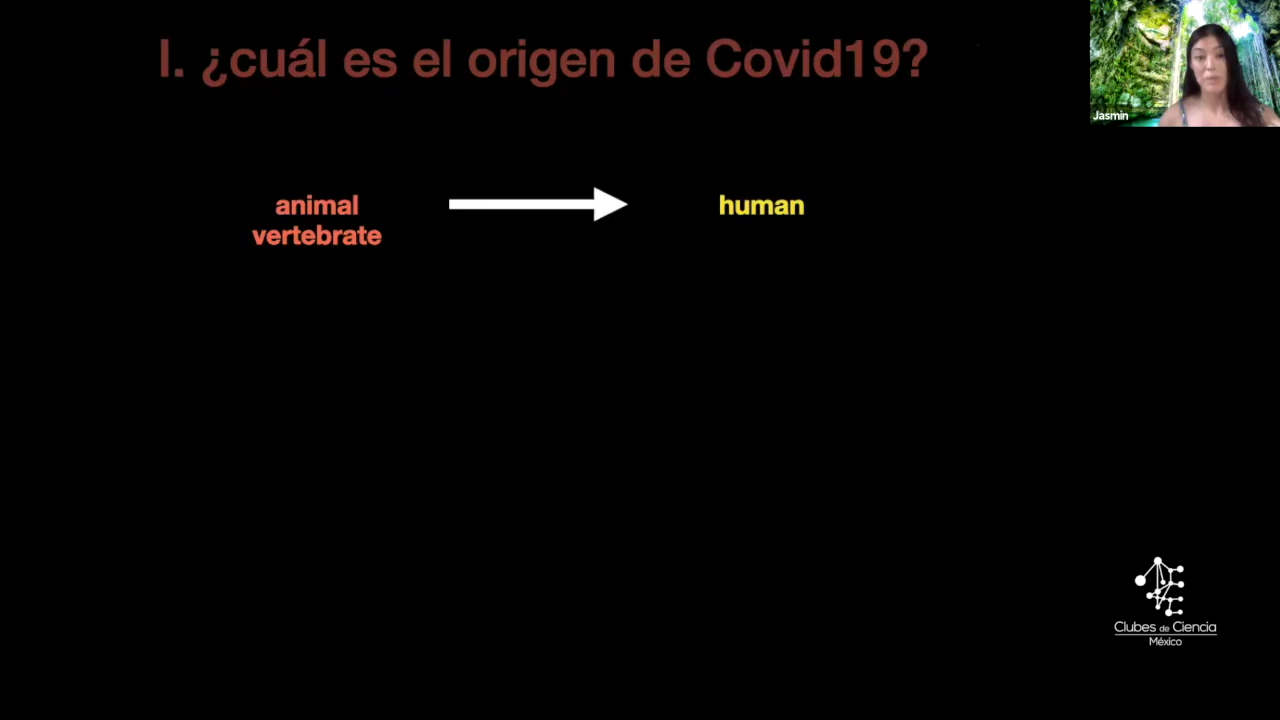 I. ¿cuál es el origen de Covid19?
Jasmin
animal
vertebrate
human
Clubes de Ciencia
México